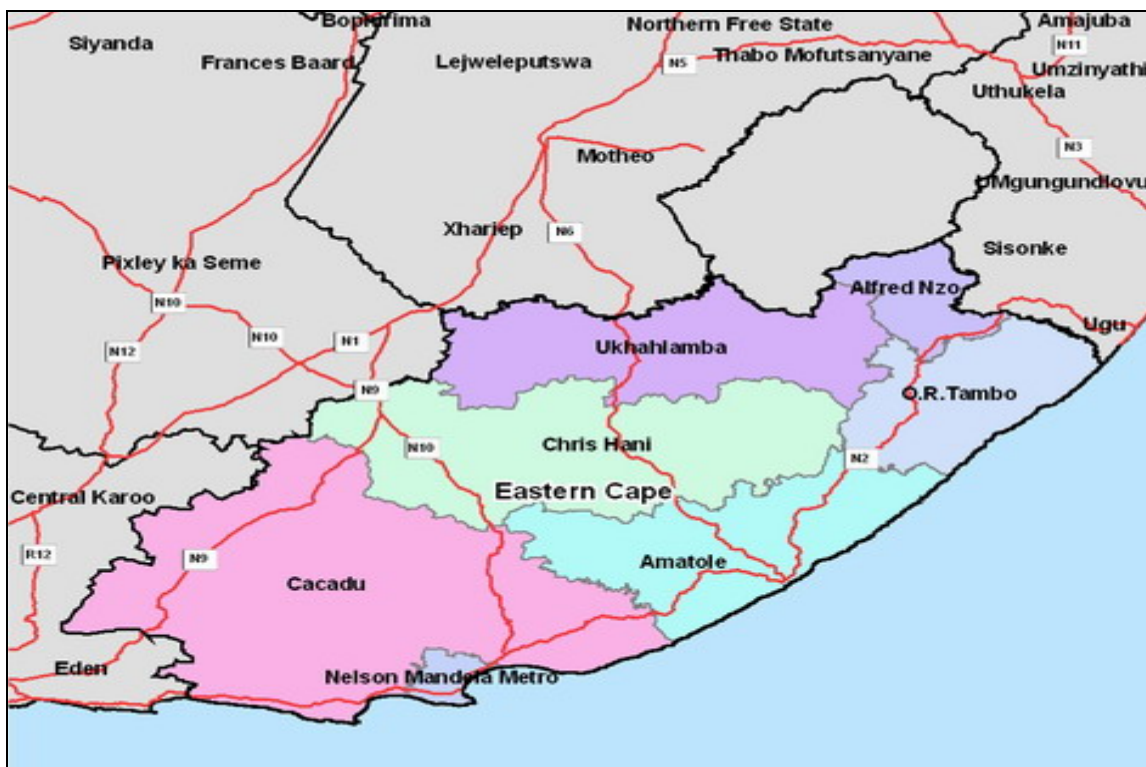 Bophirima
Northern Free State
Amajuba
Siyanda
N11
Frances Baard
Lejweleputswa
N5
Thabo Mofutsanyane
Umzinyathi
Uthukela
Motheo
N3
UMgungundlovu
Xhariep
N6
Sisonke
Pixley ka Seme
Alfred Nzo
N10
Ugu
N10
N1
Ukhahlamba
N12
N9
O.R.Tambo
Chris Hani
N10
N2
Eastern Cape
Central Karoo
R12
N9
Cacadu
Amatole
Eden
Nelson Mandela Metro